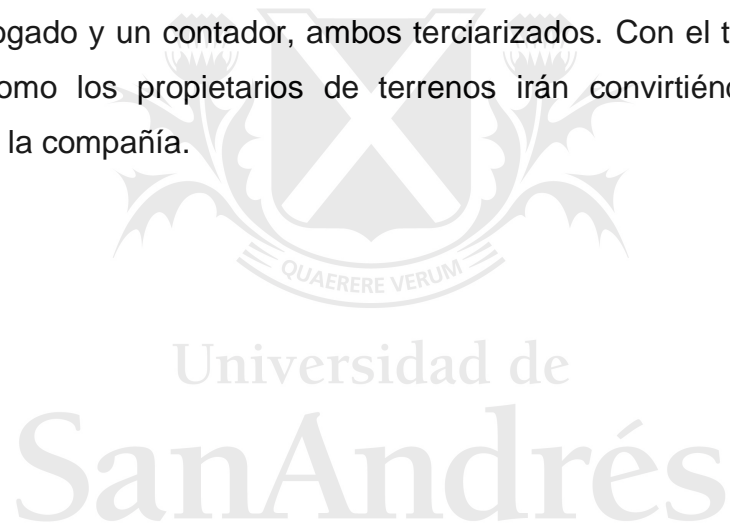 ogado y un contador, ambos terciarizados. Con el t
omo los propietarios de terrenos irán convirtiénd
la compañía.
QUAERERE VERUM
Universidad de
SanAndrés